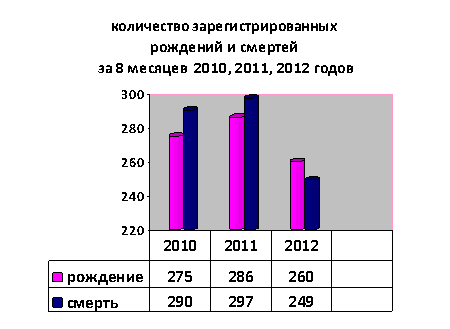 количество зарегистрированных
рождений и смертей
за 8 месяцев 2010, 2011, 2012 годов
300
280
260
240
220
2010 2011 2012
рождение 275 286 260
смерть 290 297 249